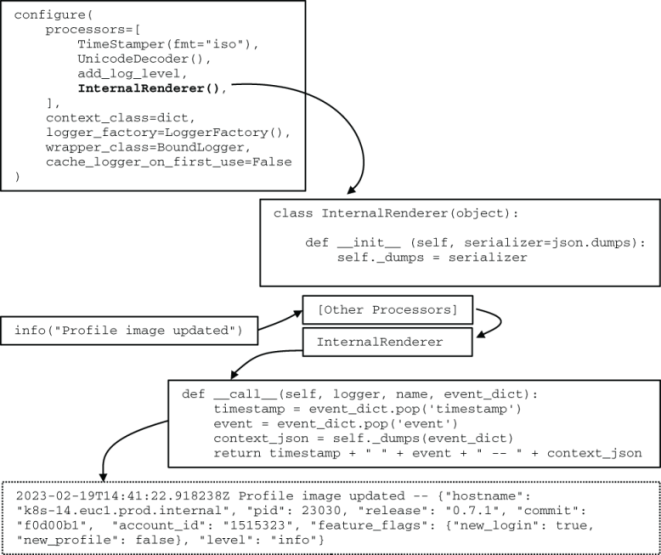 configure(
    processors=[
        TimeStamper(fmt="iso"),
        UnicodeDecoder(),
        add_log_level,
        InternalRenderer(),
    ],
    context_class=dict,
    logger_factory=LoggerFactory(),
    wrapper_class=BoundLogger,
    cache_logger_on_first_use=False
)
class InternalRenderer(object):
    def __init__ (self, serializer=json.dumps):
        self._dumps = serializer
[Other Processors]
info("Profile image updated")
InternalRenderer
def __call__(self, logger, name, event_dict):
    timestamp = event_dict.pop('timestamp')
    event = event_dict.pop('event')
    context_json = self._dumps(event_dict)
    return timestamp + " " + event + " -- " + context_json
2023-02-19T14:41:22.918238Z Profile image updated -- {"hostname":
"k8s-14.euc1.prod.internal", "pid": 23030, "release": "0.7.1", "commit":
"f0d00b1",  "account_id": "1515323", "feature_flags": {"new_login": true,
"new_profile": false}, "level": "info"}